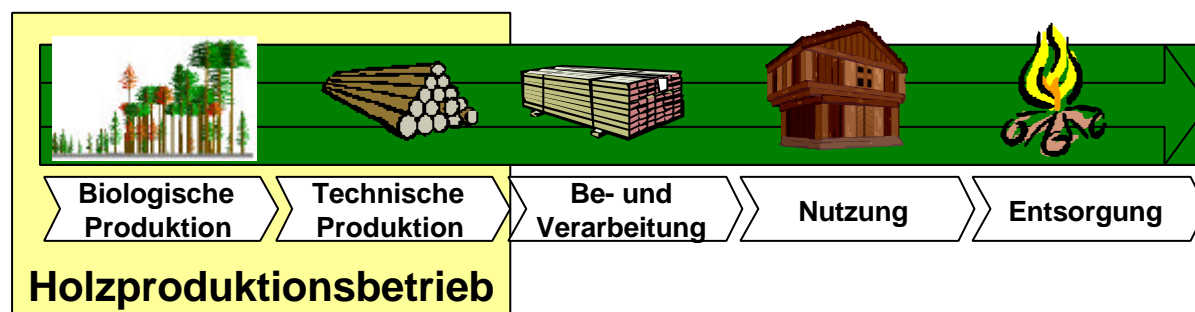 Biologische
Produktion
Technische
Produktion
Be- und
Verarbeitung
Nutzung
Entsorgung
Holzproduktionsbetrieb